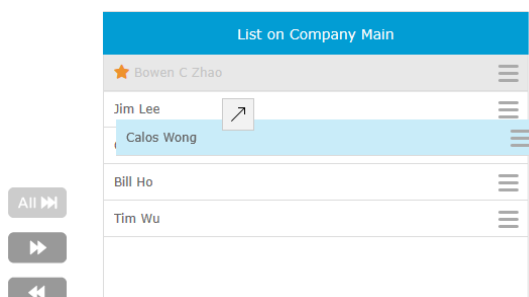 List on Company Main
Bowen C Zhao
Jim Lee
Calos Wong
Bill Ho
Tim Wu
All